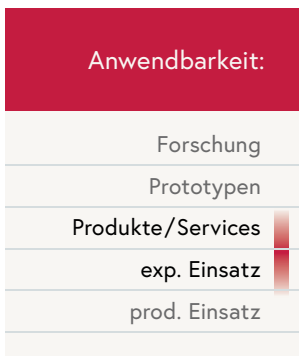 Anwendbarkeit:
Forschung
Prototypen
Produkte/Services
exp. Einsatz
prod. Einsatz